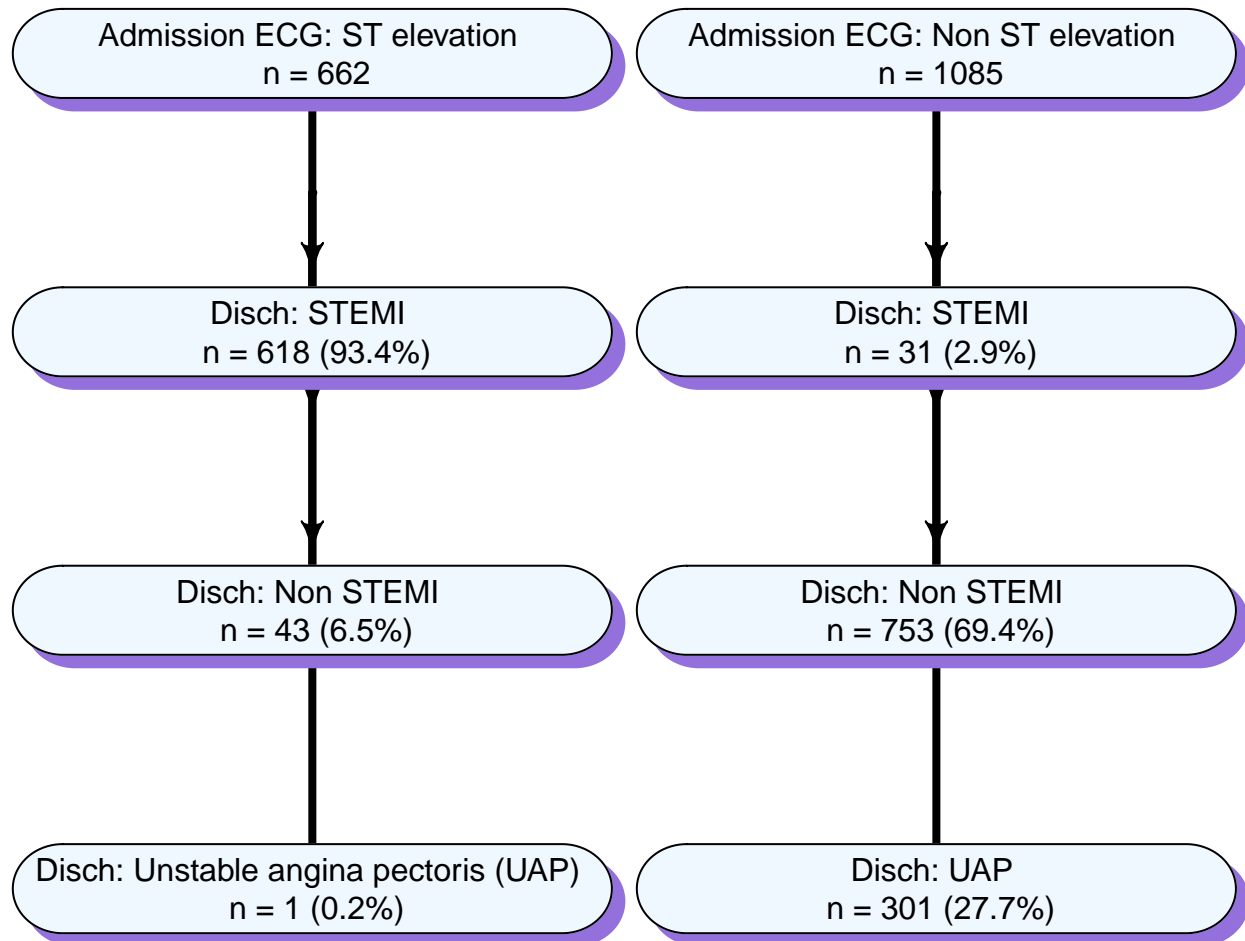 Admission ECG: ST elevation
n = 662
Admission ECG: Non ST elevation
n = 1085
Disch: STEMI
n = 618 (93.4%)
Disch: STEMI
n = 31 (2.9%)
Disch: Non STEMI
n = 43 (6.5%)
Disch: Non STEMI
n = 753 (69.4%)
Disch: Unstable angina pectoris (UAP)
n = 1 (0.2%)
Disch: UAP
n = 301 (27.7%)